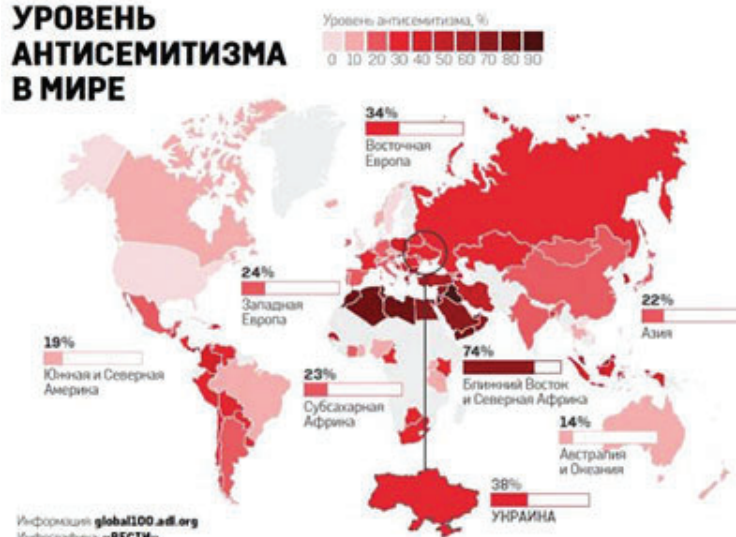 УРОВЕНЬ
АНТИСЕМИТИЗМА
В МИРЕ
Уровень антисемитизма, %
0 10 20 30 40 50 60 70 80 90
34%
Восточная
Европа
24%
Западная
Европа
22%
Азия
19%
Южная и Северная
Америка
23%
Субсахарная
Африка
74%
Ближний Восток
и Северная Африка
14%
Австралия
и Океания
38%
УКРАИНА
Информация global100.adl.org
Инфографика «ВЕСТИ»